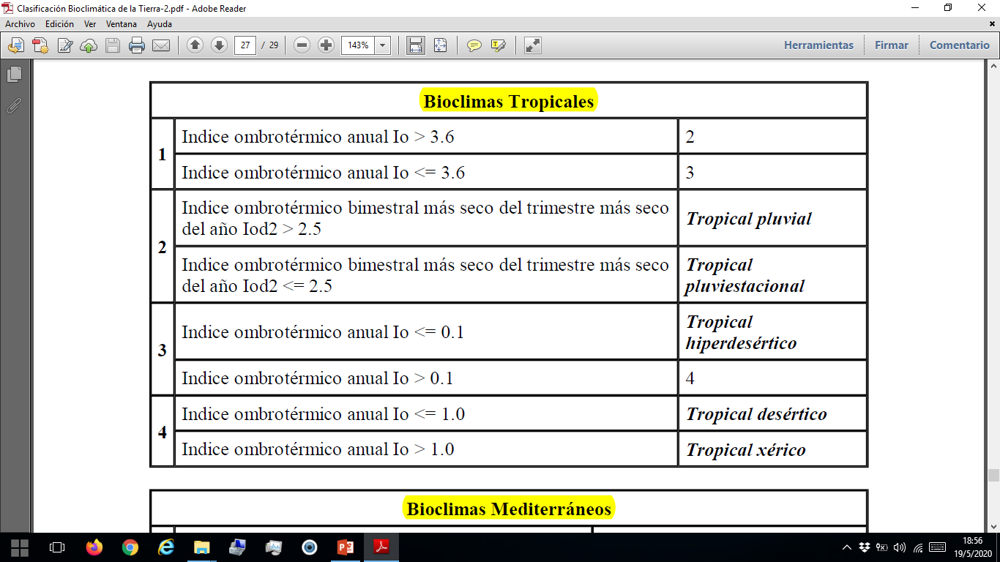 Clasificación Bioclimática de la Tierra-2.pdf - Adobe Reader
Archivo Edición Ver Ventana Ayuda
27 / 29 143% Herramientas Firmar Comentario
Bioclimas Tropicales
1
Indice ombrotérmico anual Io > 3.6 2
Indice ombrotérmico anual Io <= 3.6 3
2
Indice ombrotérmico bimestral más seco del trimestre más seco
del año Iod2 > 2.5
Tropical pluvial
Indice ombrotérmico bimestral más seco del trimestre más seco
del año Iod2 <= 2.5
Tropical
pluviestacional
3
Indice ombrotérmico anual Io <= 0.1
Tropical
hiperdesértico
Indice ombrotérmico anual Io > 0.1 4
4
Indice ombrotérmico anual Io <= 1.0 Tropical desértico
Indice ombrotérmico anual Io > 1.0 Tropical xérico
Bioclimas Mediterráneos
18:56
19/5/2020